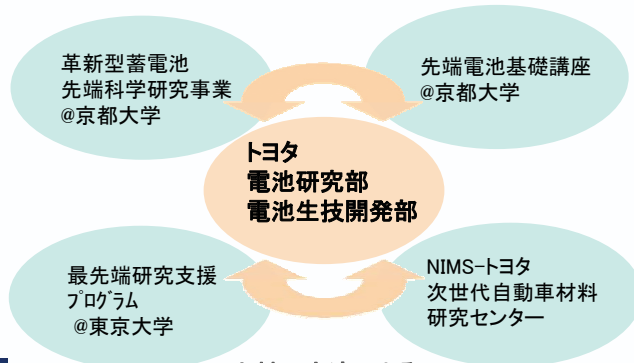 革新型蓄電池
先端科学研究事業
@京都大学
先端電池基礎講座
@京都大学
トヨタ
電池研究部
電池生技開発部
最先端研究支援
プログラム
@東京大学
NIMS-トヨタ
次世代自動車材料
研究センター